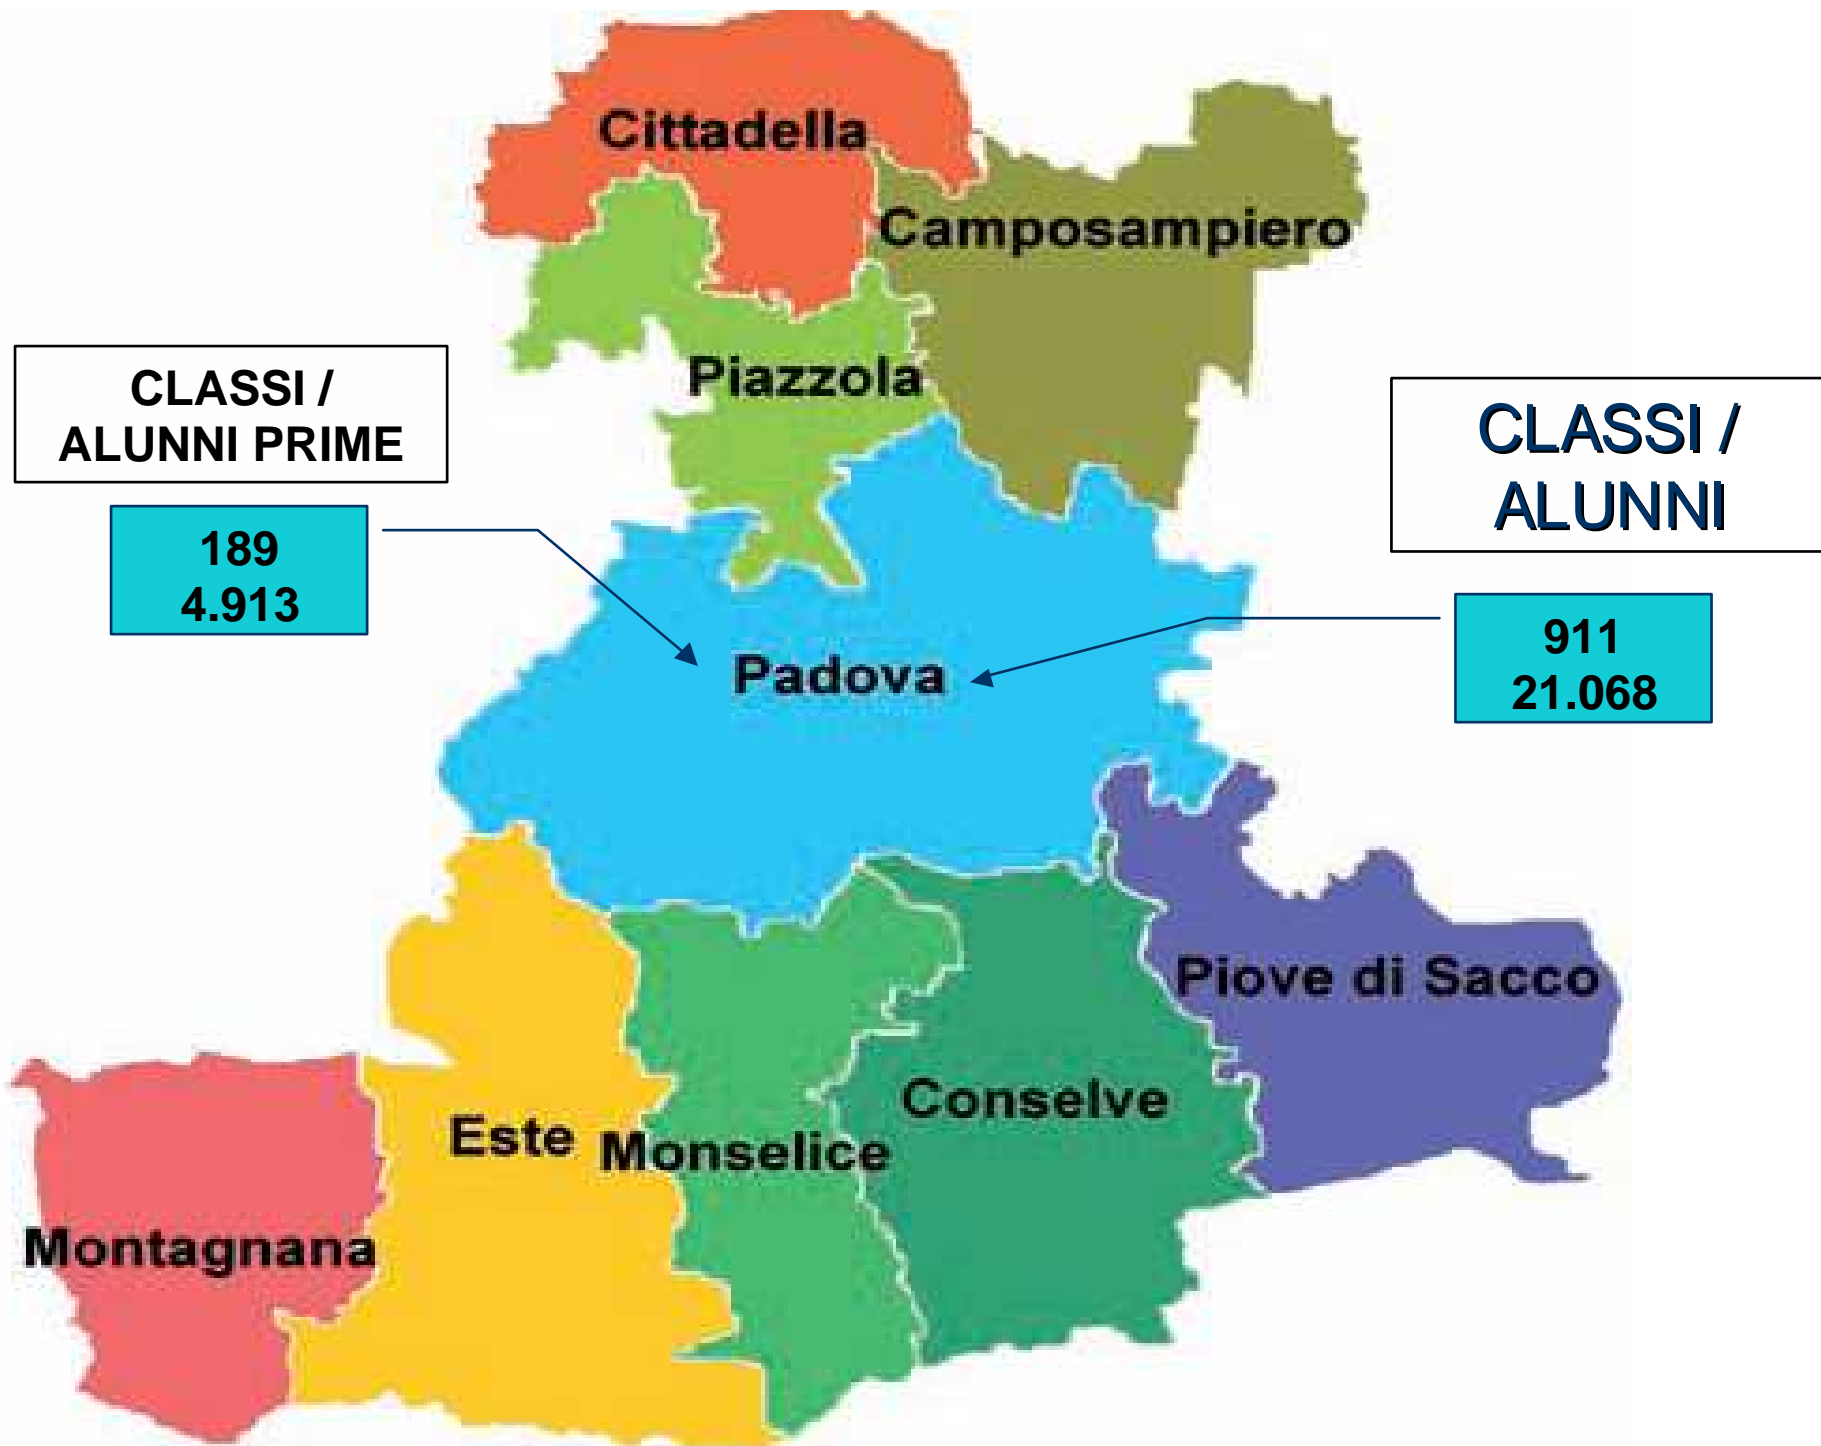 Cittadella
Camposampiero
Piazzola
CLASSI /
ALUNNI PRIME
189
4.913
CLASSI /
ALUNNI
911
21.068
Padova
Piove di Sacco
Conselve
Este
Monselice
Montagnana